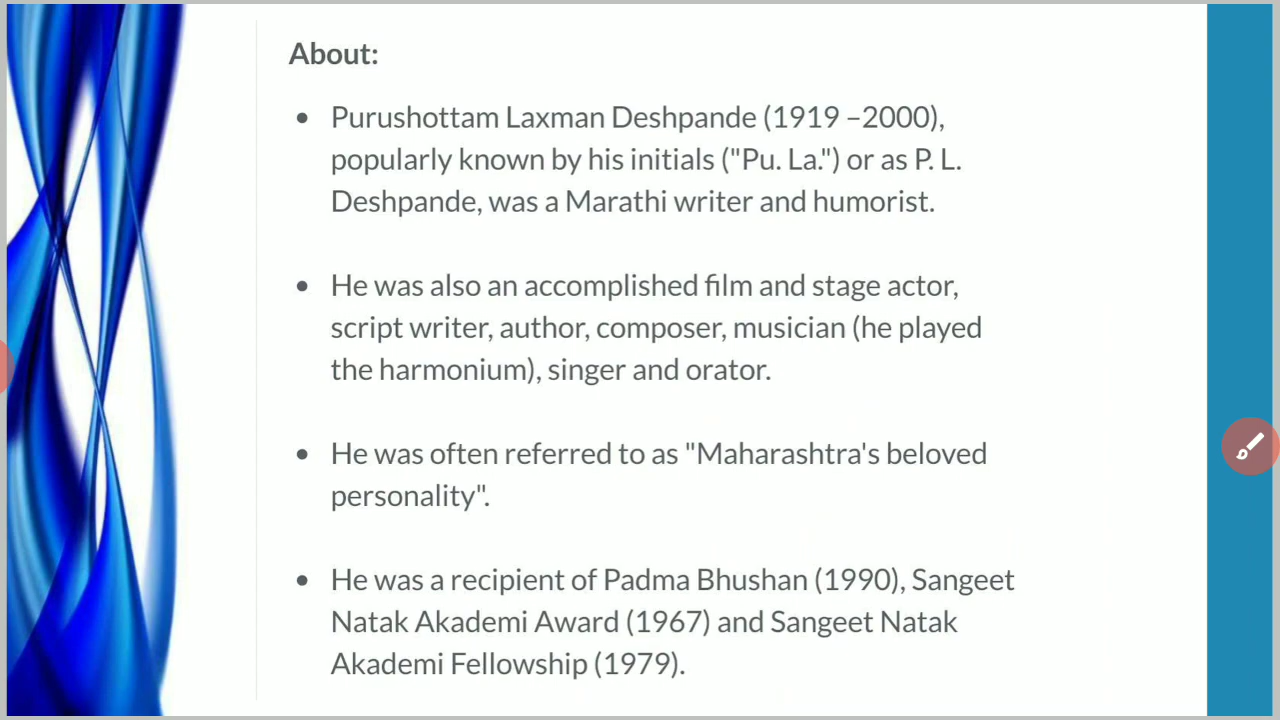 About:
• Purushottam Laxman Deshpande (1919 –2000),
popularly known by his initials ("Pu. La.") or as P. L.
Deshpande, was a Marathi writer and humorist.
• He was also an accomplished film and stage actor,
script writer, author, composer, musician (he played
the harmonium), singer and orator.
• He was often referred to as "Maharashtra's beloved
personality".
• He was a recipient of Padma Bhushan (1990), Sangeet
Natak Akademi Award (1967) and Sangeet Natak
Akademi Fellowship (1979).